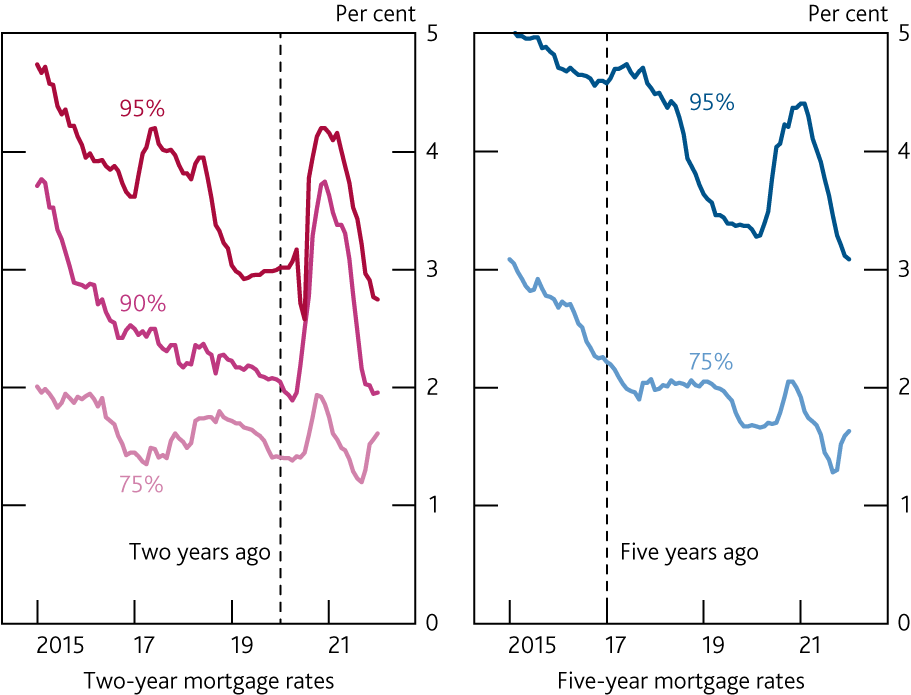 Per cent
5
4
3
2
1
0
95%
90%
75%
Two years ago
2015 17 19 21
Two-year mortgage rates
Per cent
5
4
3
2
1
0
95%
75%
Five years ago
2015 17 19 21
Five-year mortgage rates